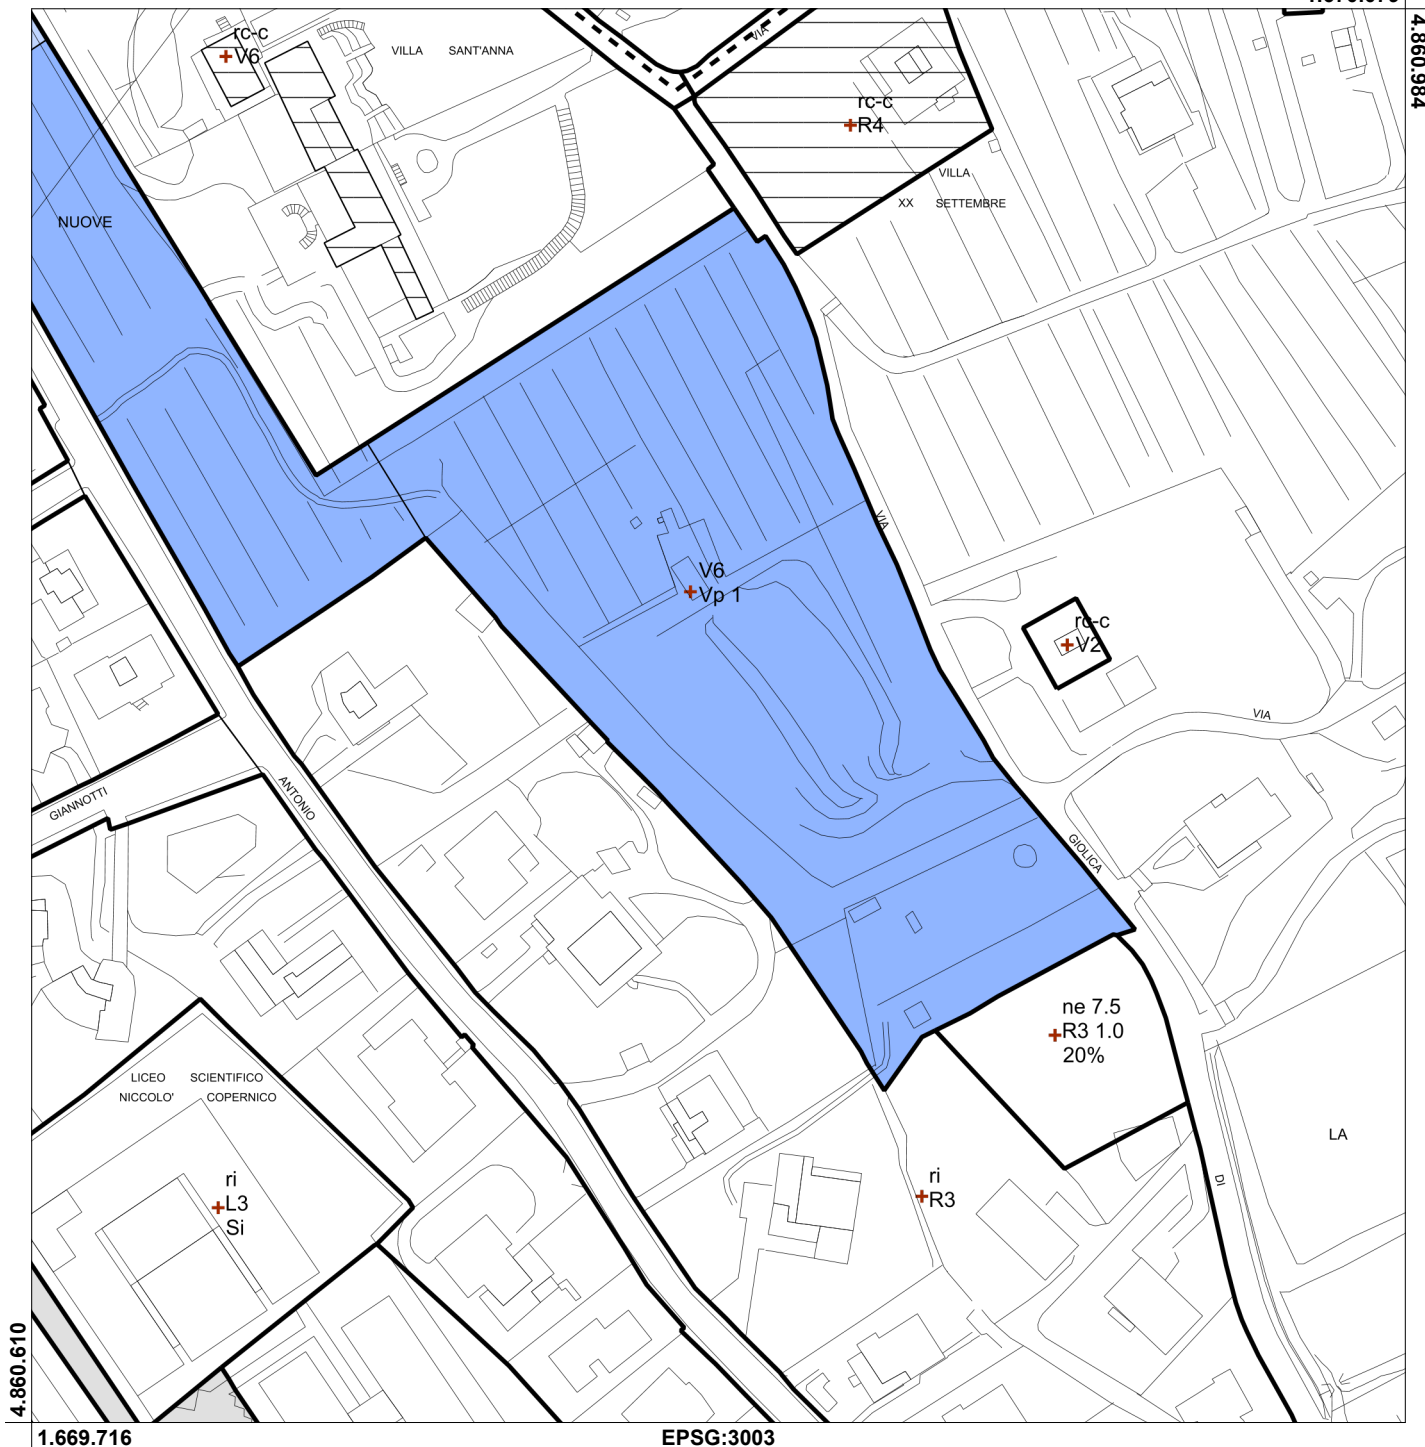 4.860.984
rc-c
V6
VILLA SANT'ANNA
VIA
rc-c
R4
VILLA
XX SETTEMBRE
NUOVE
VIA
V6
Vp 1
rc-c
V2
VIA
GIANNOTTI
ANTONIO
GIOLICA
ne 7.5
R3 1.0
20%
LICEO SCIENTIFICO
NICCOLO' COPERNICO
LA
ri
L3
Si
ri
R3
DI
4.860.610
1.669.716
EPSG:3003